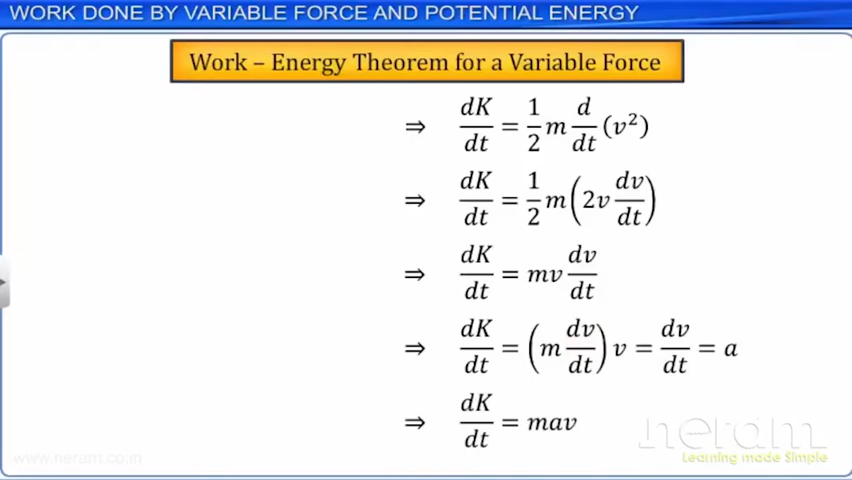 WORK DONE BY VARIABLE FORCE AND POTENTIAL ENERGY
Work – Energy Theorem for a Variable Force
⇒ dK/dt = 1/2 m d/dt (v²)
⇒ dK/dt = 1/2 m (2v dv/dt)
⇒ dK/dt = mv dv/dt
⇒ dK/dt = (m dv/dt) v = dv/dt = a
⇒ dK/dt = mav
neram
Learning made Simple
www.neram.co.in